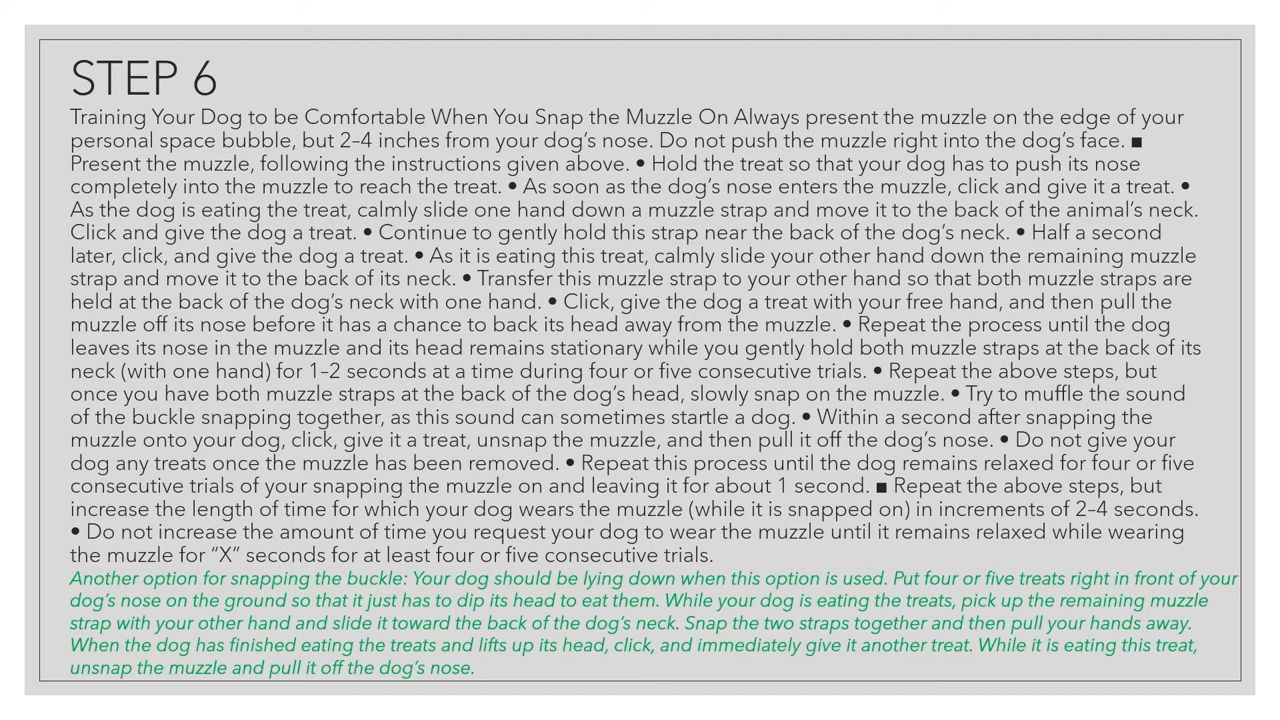 STEP 6
Training Your Dog to be Comfortable When You Snap the Muzzle On Always present the muzzle on the edge of your
personal space bubble, but 2–4 inches from your dog’s nose. Do not push the muzzle right into the dog’s face. ■
Present the muzzle, following the instructions given above. • Hold the treat so that your dog has to push its nose
completely into the muzzle to reach the treat. • As soon as the dog’s nose enters the muzzle, click and give it a treat. •
As the dog is eating the treat, calmly slide one hand down a muzzle strap and move it to the back of the animal’s neck.
Click and give the dog a treat. • Continue to gently hold this strap near the back of the dog’s neck. • Half a second
later, click, and give the dog a treat. • As it is eating this treat, calmly slide your other hand down the remaining muzzle
strap and move it to the back of its neck. • Transfer this muzzle strap to your other hand so that both muzzle straps are
held at the back of the dog’s neck with one hand. • Click, give the dog a treat with your free hand, and then pull the
muzzle off its nose before it has a chance to back its head away from the muzzle. • Repeat the process until the dog
leaves its nose in the muzzle and its head remains stationary while you gently hold both muzzle straps at the back of its
neck (with one hand) for 1–2 seconds at a time during four or five consecutive trials. • Repeat the above steps, but
once you have both muzzle straps at the back of the dog’s head, slowly snap on the muzzle. • Try to muffle the sound
of the buckle snapping together, as this sound can sometimes startle a dog. • Within a second after snapping the
muzzle onto your dog, click, give it a treat, unsnap the muzzle, and then pull it off the dog’s nose. • Do not give your
dog any treats once the muzzle has been removed. • Repeat this process until the dog remains relaxed for four or five
consecutive trials of your snapping the muzzle on and leaving it for about 1 second. ■ Repeat the above steps, but
increase the length of time for which your dog wears the muzzle (while it is snapped on) in increments of 2–4 seconds.
• Do not increase the amount of time you request your dog to wear the muzzle until it remains relaxed while wearing
the muzzle for “X” seconds for at least four or five consecutive trials.
Another option for snapping the buckle: Your dog should be lying down when this option is used. Put four or five treats right in front of your
dog’s nose on the ground so that it just has to dip its head to eat them. While your dog is eating the treats, pick up the remaining muzzle
strap with your other hand and slide it toward the back of the dog’s neck. Snap the two straps together and then pull your hands away.
When the dog has finished eating the treats and lifts up its head, click, and immediately give it another treat. While it is eating this treat,
unsnap the muzzle and pull it off the dog’s nose.